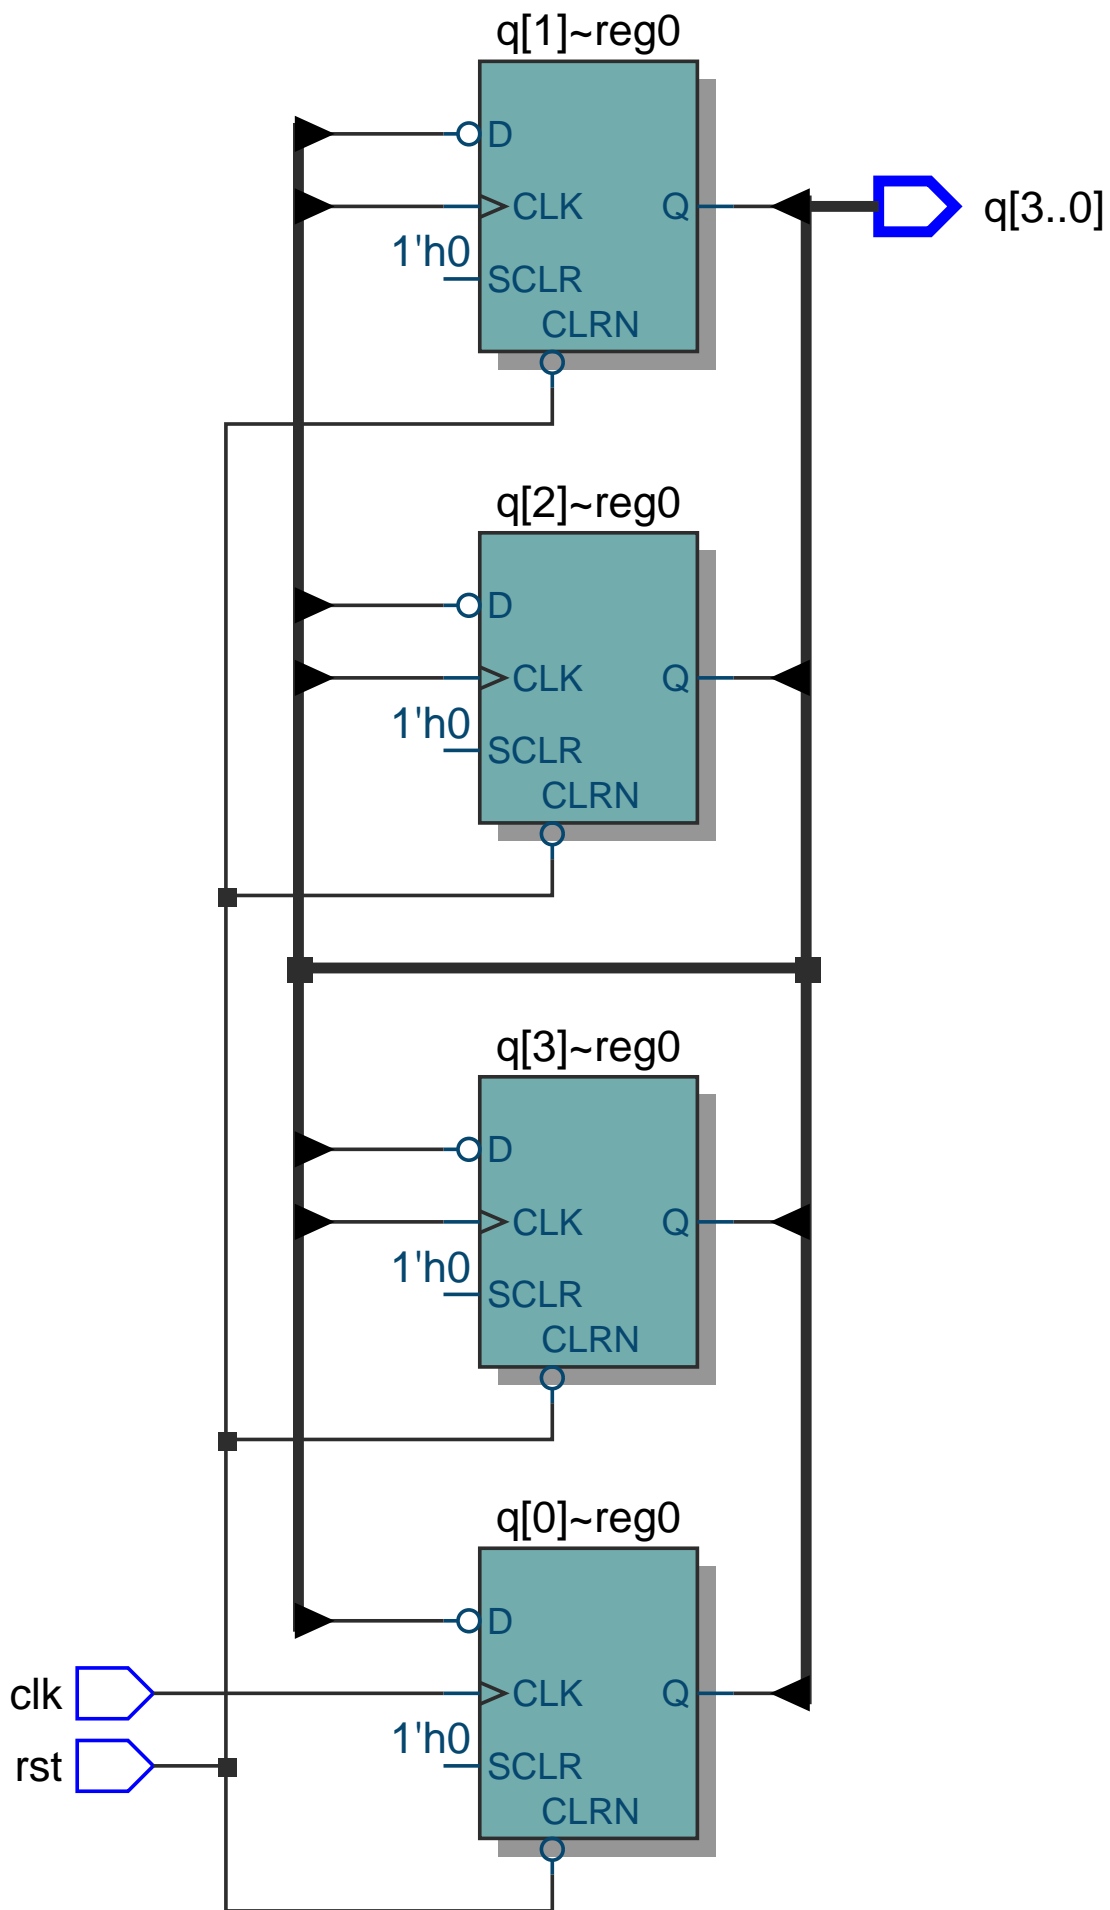 q[1]~reg0
D
CLK
Q
1'h0
SCLR
CLRN
q[3..0]
q[2]~reg0
D
CLK
Q
1'h0
SCLR
CLRN
q[3]~reg0
D
CLK
Q
1'h0
SCLR
CLRN
q[0]~reg0
D
clk
CLK
Q
1'h0
rst
SCLR
CLRN